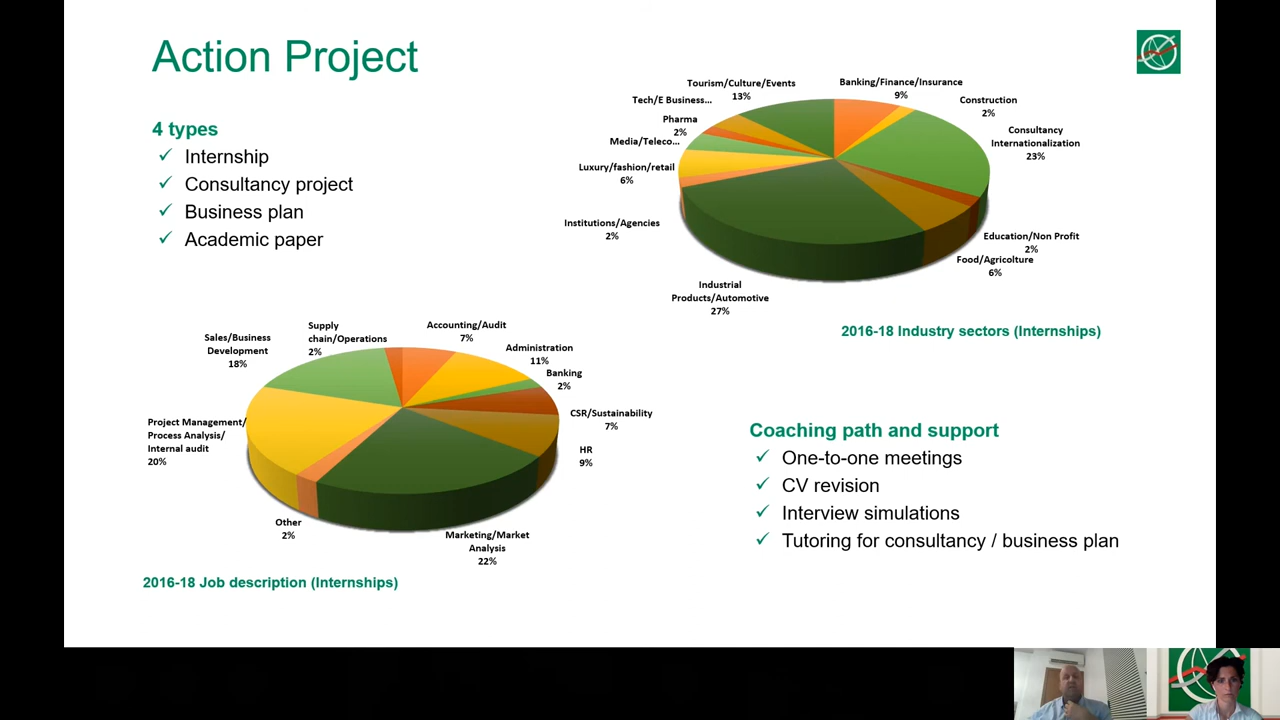 Action Project
4 types
Internship
Consultancy project
Business plan
Academic paper
Tourism/Culture/Events
13%
Banking/Finance/Insurance
9%
Tech/E Business...
Construction
2%
Pharma
2%
Consultancy
Internationalization
23%
Media/Teleco...
Luxury/fashion/retail
6%
Institutions/Agencies
2%
Education/Non Profit
2%
Food/Agricolture
6%
Industrial
Products/Automotive
27%
2016-18 Industry sectors (Internships)
Sales/Business
Development
18%
Supply
chain/Operations
2%
Accounting/Audit
7%
Administration
11%
Banking
2%
CSR/Sustainability
7%
Project Management/
Process Analysis/
Internal audit
20%
HR
9%
Other
2%
Marketing/Market
Analysis
22%
2016-18 Job description (Internships)
Coaching path and support
One-to-one meetings
CV revision
Interview simulations
Tutoring for consultancy / business plan